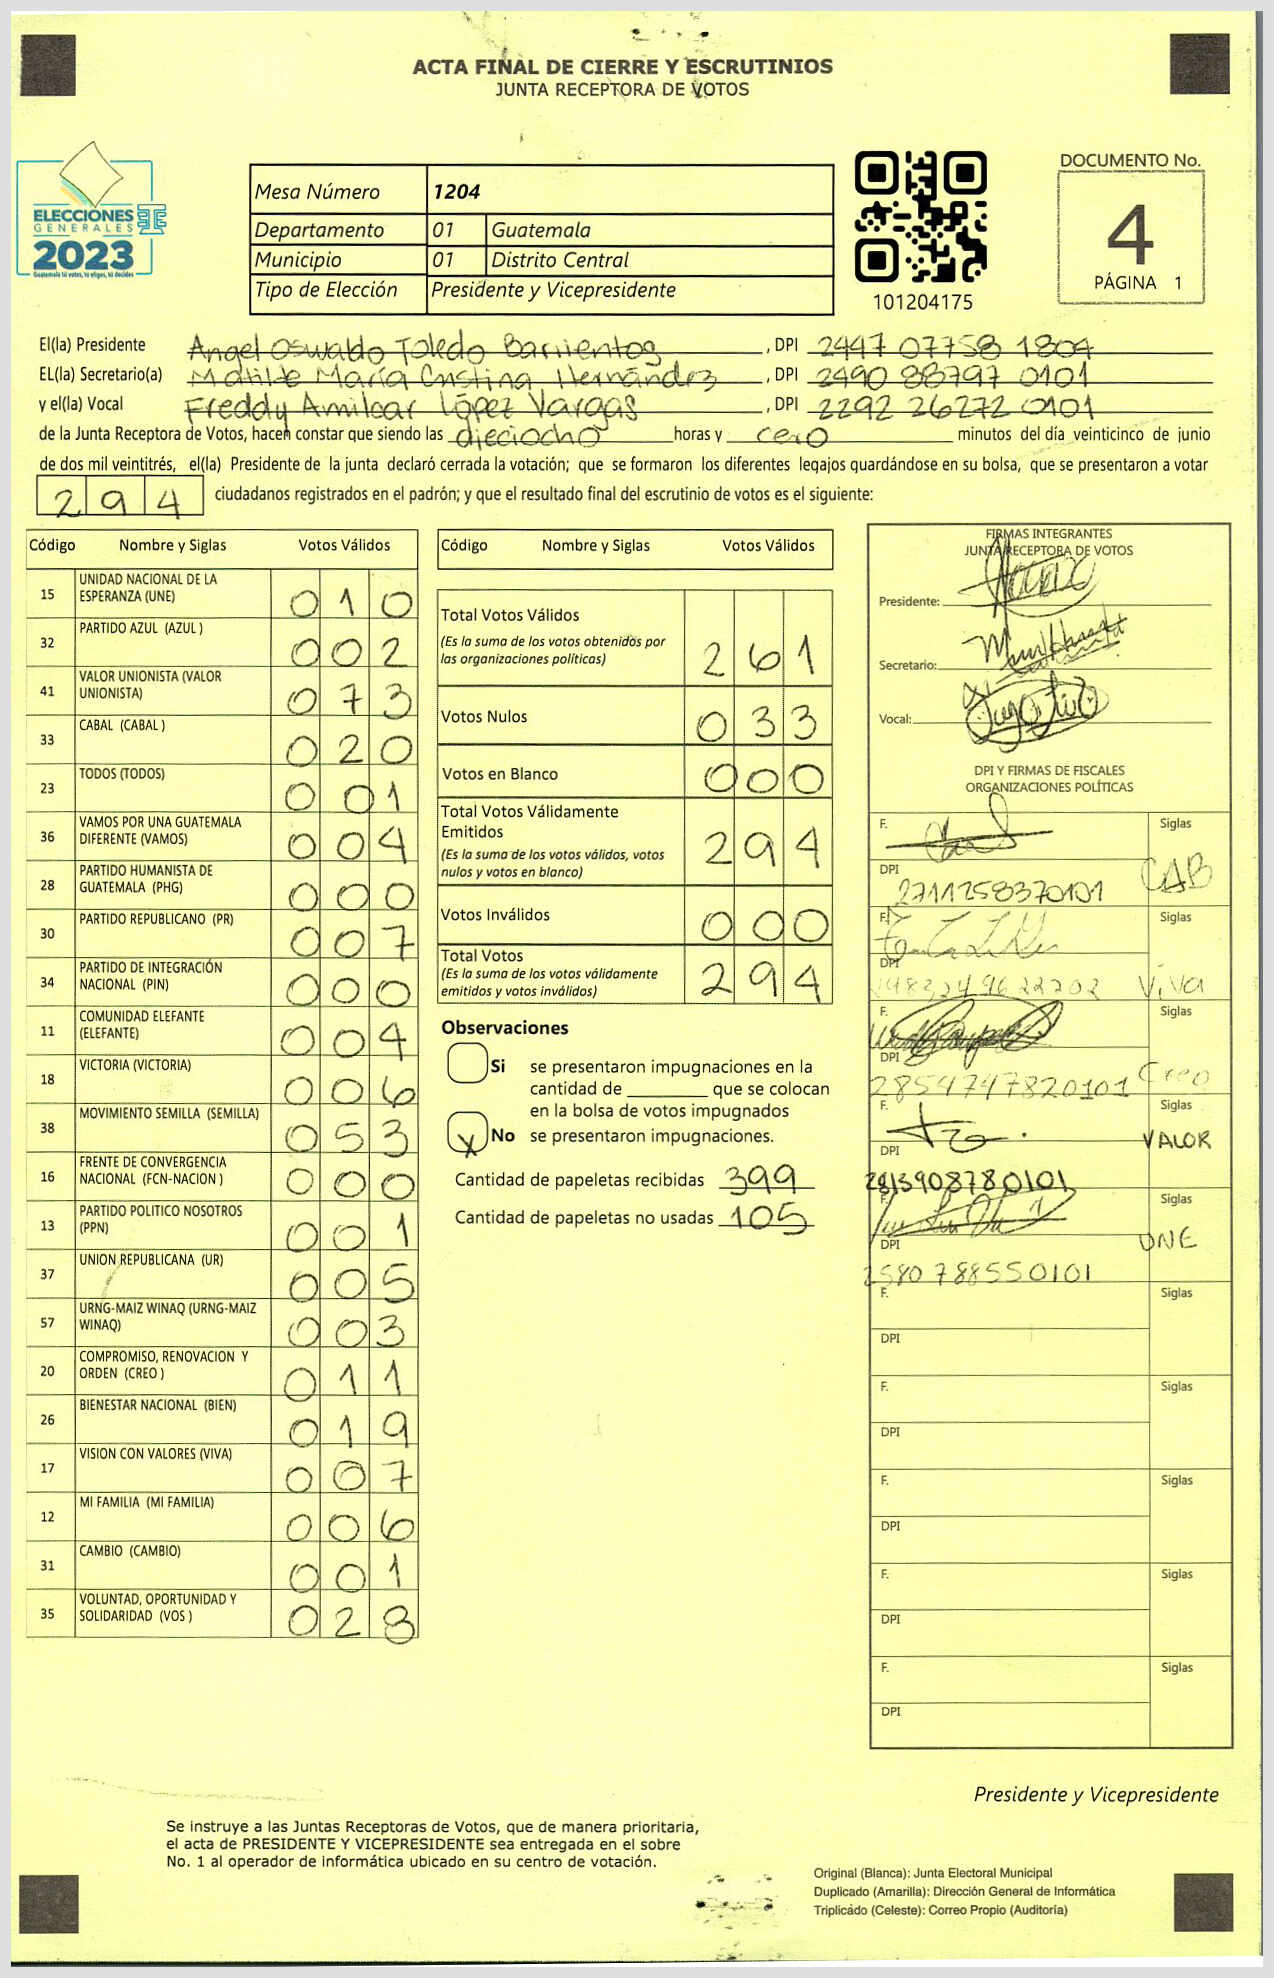 ACTA FINAL DE CIERRE Y ESCRUTINIOS
JUNTA RECEPTORA DE VOTOS
ELECCIONES
GENERALES
2023
Guatemala tú votas, tú eliges, tú decides
Mesa Número 1204
Departamento 01 Guatemala
Municipio 01 Distrito Central
Tipo de Elección Presidente y Vicepresidente
101204175
DOCUMENTO No.
4
PÁGINA 1
El(la) Presidente Angel Oswaldo Toledo Barrientos, DPI 2447 07758 1804
EL(la) Secretario(a) Matilde María Cristina Hernández, DPI 2490 88797 0101
y el(la) Vocal Freddy Amilcar López Vargas, DPI 2292 26272 0101
de la Junta Receptora de Votos, hacen constar que siendo las dieciocho horas y cero minutos del día veinticinco de junio
de dos mil veintitrés, el(la) Presidente de la junta declaró cerrada la votación; que se formaron los diferentes legajos guardándose en su bolsa, que se presentaron a votar
294 ciudadanos registrados en el padrón; y que el resultado final del escrutinio de votos es el siguiente:
Código Nombre y Siglas Votos Válidos
15 UNIDAD NACIONAL DE LA ESPERANZA (UNE) 010
32 PARTIDO AZUL (AZUL ) 002
41 VALOR UNIONISTA (VALOR UNIONISTA) 073
33 CABAL (CABAL ) 020
23 TODOS (TODOS) 001
36 VAMOS POR UNA GUATEMALA DIFERENTE (VAMOS) 004
28 PARTIDO HUMANISTA DE GUATEMALA (PHG) 000
30 PARTIDO REPUBLICANO (PR) 007
34 PARTIDO DE INTEGRACIÓN NACIONAL (PIN) 000
11 COMUNIDAD ELEFANTE (ELEFANTE) 004
18 VICTORIA (VICTORIA) 006
38 MOVIMIENTO SEMILLA (SEMILLA) 053
16 FRENTE DE CONVERGENCIA NACIONAL (FCN-NACION ) 000
13 PARTIDO POLITICO NOSOTROS (PPN) 001
37 UNION REPUBLICANA (UR) 005
57 URNG-MAIZ WINAQ (URNG-MAIZ WINAQ) 003
20 COMPROMISO, RENOVACION Y ORDEN (CREO ) 011
26 BIENESTAR NACIONAL (BIEN) 019
17 VISION CON VALORES (VIVA) 007
12 MI FAMILIA (MI FAMILIA) 006
31 CAMBIO (CAMBIO) 001
35 VOLUNTAD, OPORTUNIDAD Y SOLIDARIDAD (VOS ) 028
Código Nombre y Siglas Votos Válidos
Total Votos Válidos 261
(Es la suma de los votos obtenidos por
las organizaciones políticas)
Votos Nulos 033
Votos en Blanco 000
Total Votos Válidamente
Emitidos 294
(Es la suma de los votos válidos, votos
nulos y votos en blanco)
Votos Inválidos 000
Total Votos 294
(Es la suma de los votos válidamente
emitidos y votos inválidos)
Observaciones
Si se presentaron impugnaciones en la
cantidad de ________ que se colocan
en la bolsa de votos impugnados
X No se presentaron impugnaciones.
Cantidad de papeletas recibidas 399
Cantidad de papeletas no usadas 105
FIRMAS INTEGRANTES
JUNTA RECEPTORA DE VOTOS
Presidente:
Secretario:
Vocal:
DPI Y FIRMAS DE FISCALES
ORGANIZACIONES POLÍTICAS
F. Siglas
DPI CAB
2711258370101
F. Siglas
DPI
Viva
F. Siglas
DPI
2854747820101 Creo
F. Siglas
DPI VALOR
2813908780101
F.
DPI UNE
2580788550101
F. Siglas
DPI
F. Siglas
DPI
F. Siglas
DPI
F. Siglas
DPI
F. Siglas
DPI
Presidente y Vicepresidente
Se instruye a las Juntas Receptoras de Votos, que de manera prioritaria,
el acta de PRESIDENTE Y VICEPRESIDENTE sea entregada en el sobre
No. 1 al operador de informática ubicado en su centro de votación.
Original (Blanca): Junta Electoral Municipal
Duplicado (Amarilla): Dirección General de Informática
Triplicado (Celeste): Correo Propio (Auditoría)